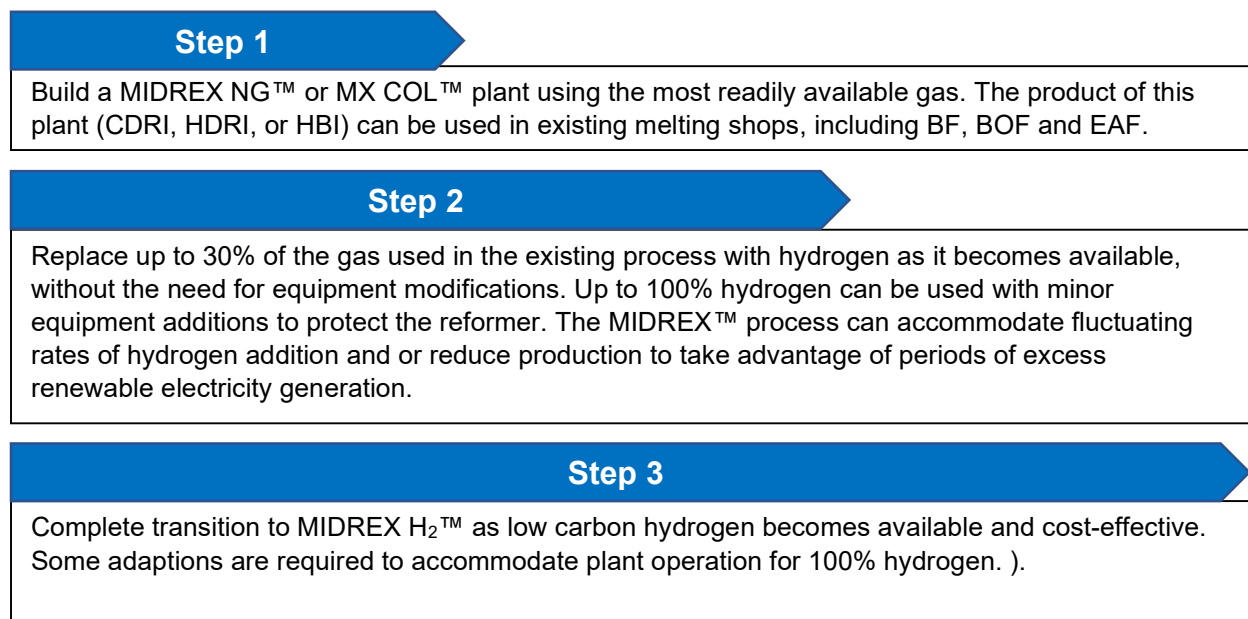 Step 1
Build a MIDREX NG™ or MX COL™ plant using the most readily available gas. The product of this
plant (CDRI, HDRI, or HBI) can be used in existing melting shops, including BF, BOF and EAF.
Step 2
Replace up to 30% of the gas used in the existing process with hydrogen as it becomes available,
without the need for equipment modifications. Up to 100% hydrogen can be used with minor
equipment additions to protect the reformer. The MIDREX™ process can accommodate fluctuating
rates of hydrogen addition and or reduce production to take advantage of periods of excess
renewable electricity generation.
Step 3
Complete transition to MIDREX H₂™ as low carbon hydrogen becomes available and cost-effective.
Some adaptions are required to accommodate plant operation for 100% hydrogen. ).